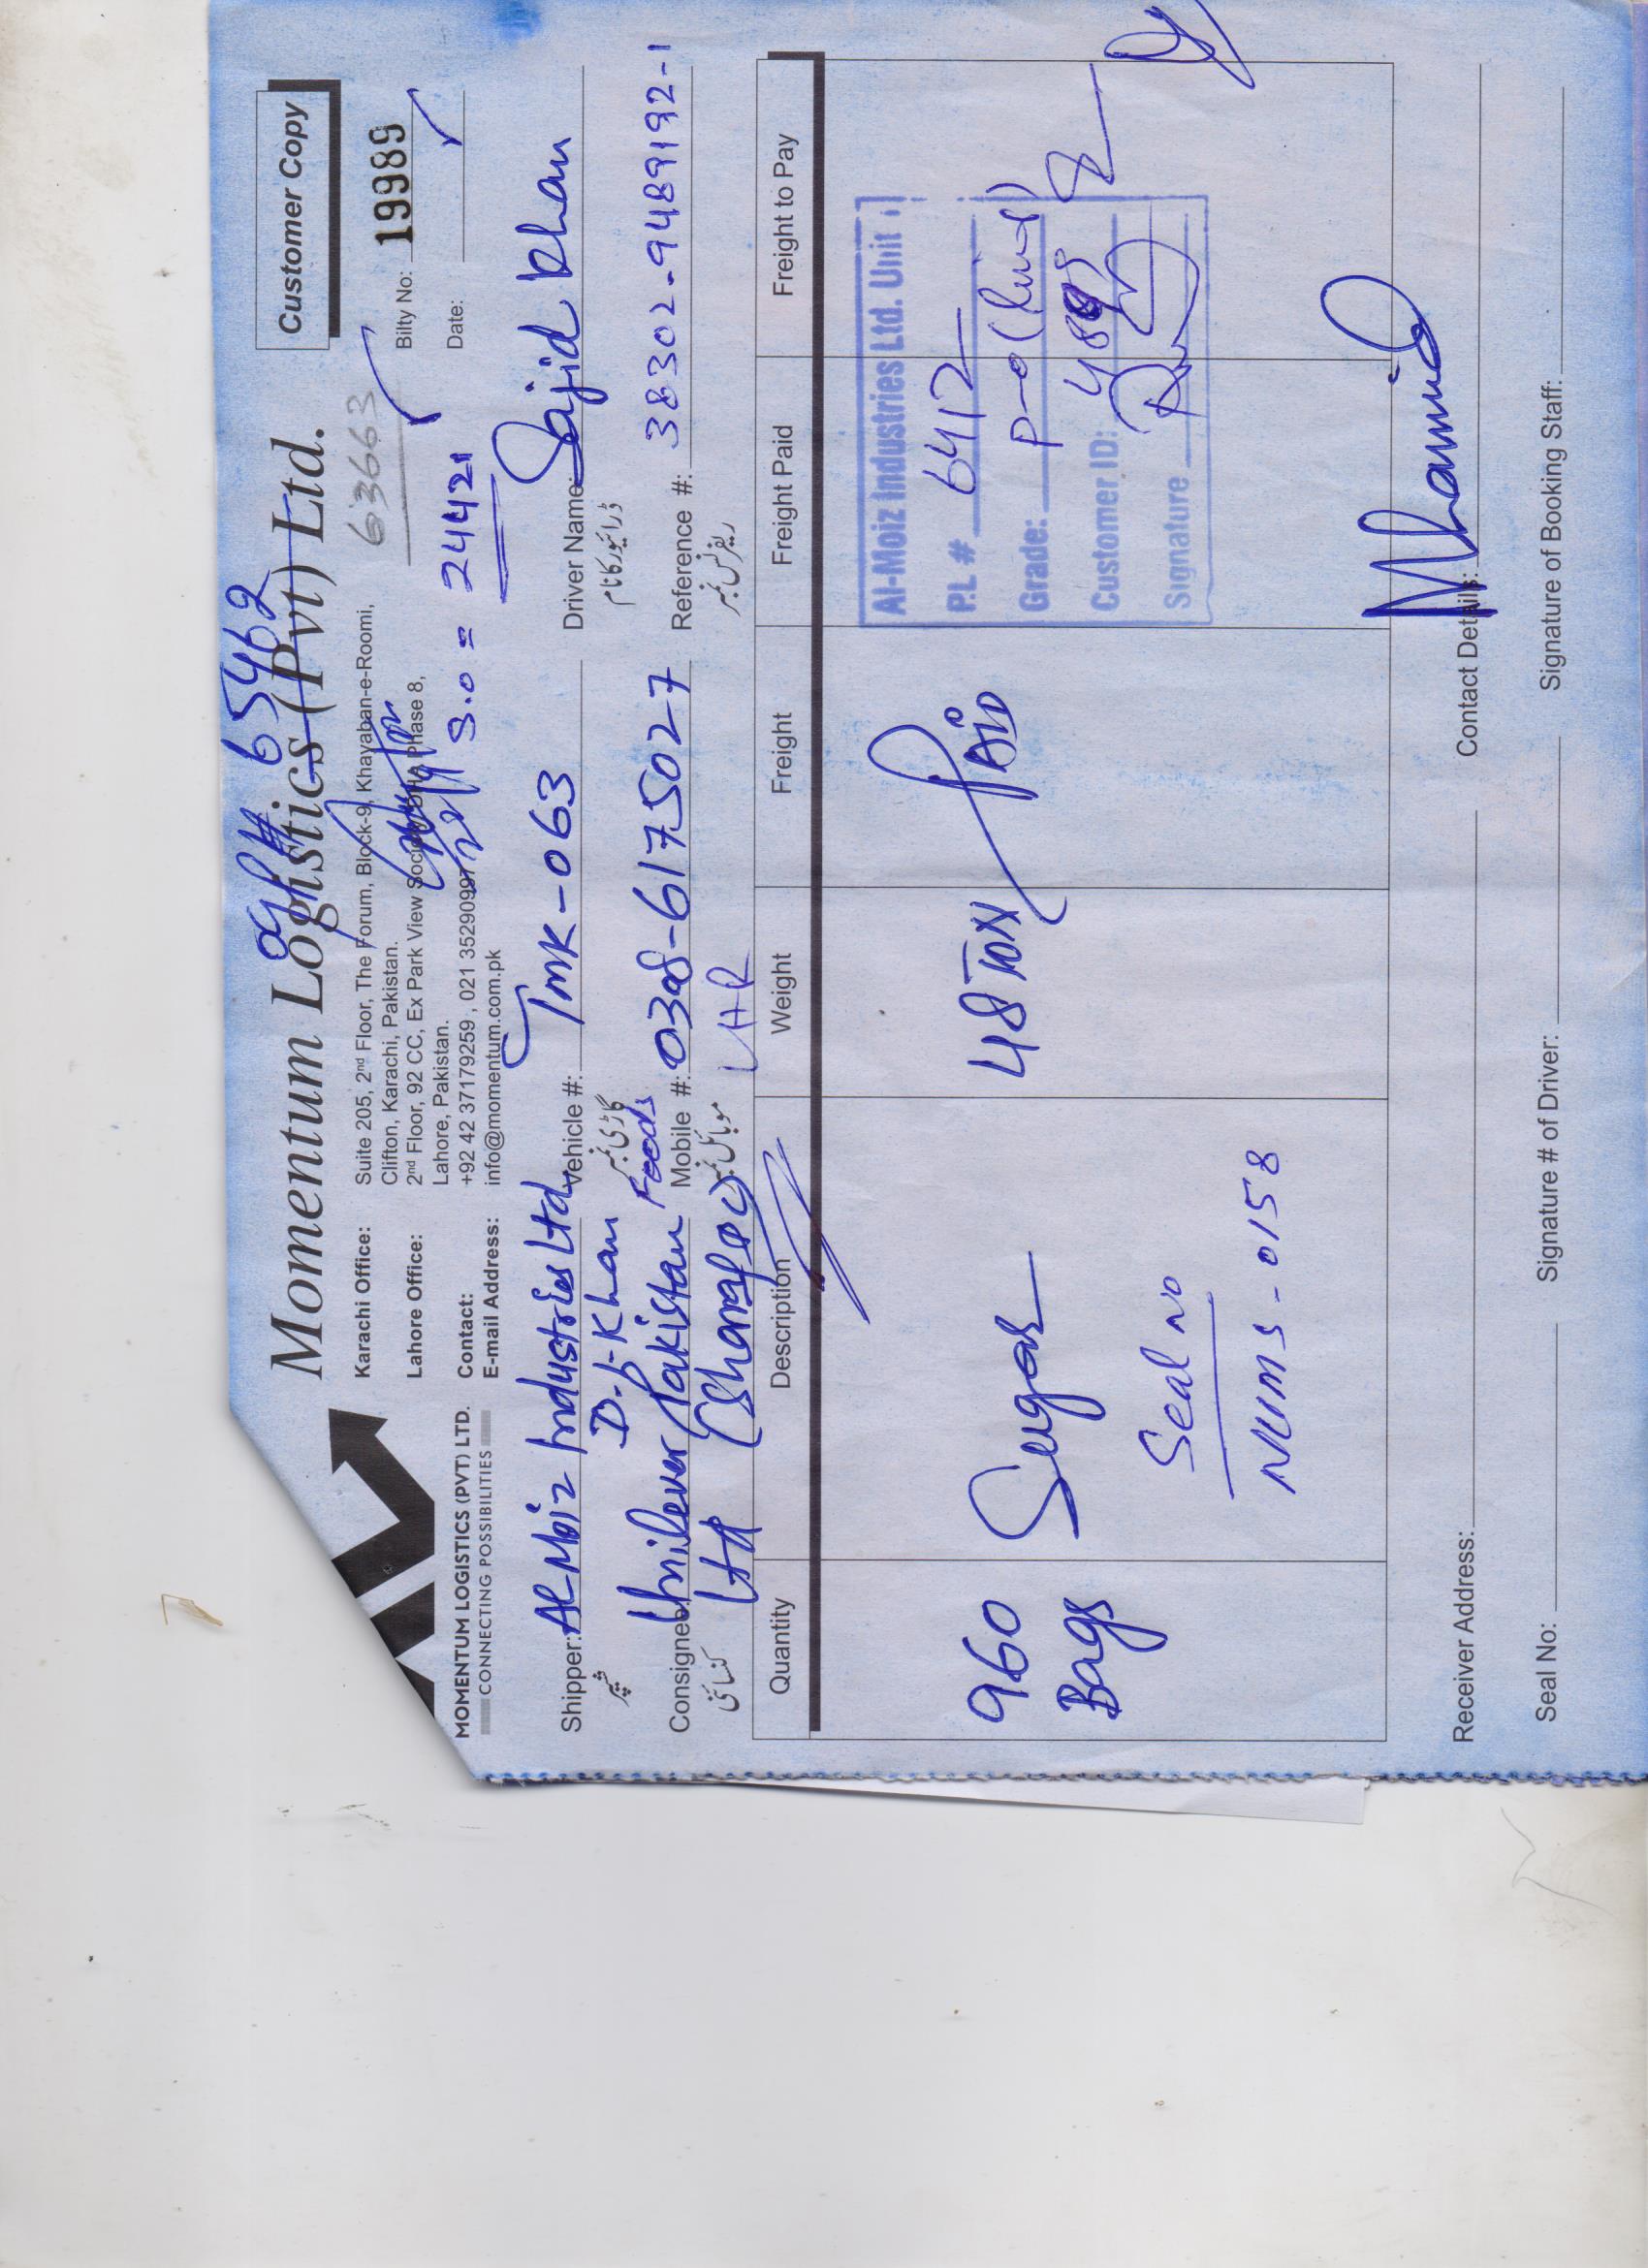 Customer Copy
Momentum Logistics (Pvt) Ltd.
65462
63663
Bilty No: 19989
Date:
S.O = 24421
Karachi Office: Suite 205, 2nd Floor, The Forum, Block-9, Khayaban-e-Roomi,
Clifton, Karachi, Pakistan.
Lahore Office: 2nd Floor, 92 CC, Ex Park View Society, DHA Phase 8,
Lahore, Pakistan.
Contact: +92 42 37179259 , 021 35290997
E-mail Address: info@momentum.com.pk
MOMENTUM LOGISTICS (PVT) LTD.
CONNECTING POSSIBILITIES
Shipper: AL-Moiz Industries Ltd Vehicle #: TMK-063 Driver Name: Sajid Khan
شپر D-I-Khan گاڑی نمبر ڈرائیور کا نام
Consignee: Unilever Pakistan Foods Mobile #: 0308-6175027 Reference #: 38302-9489192-1
کنسائنی Ltd موبائل نمبر LHR ریفرنس نمبر
Quantity Description Weight Freight Freight Paid Freight to Pay
960 Bags Sugar 48 TON PAID
Seal No
NUMS-0158
Al-Moiz Industries Ltd. Unit
P.L # 6412
Grade:
Customer ID:
Signature
Receiver Address: Contact Details:
Seal No: Signature # of Driver: Signature of Booking Staff: